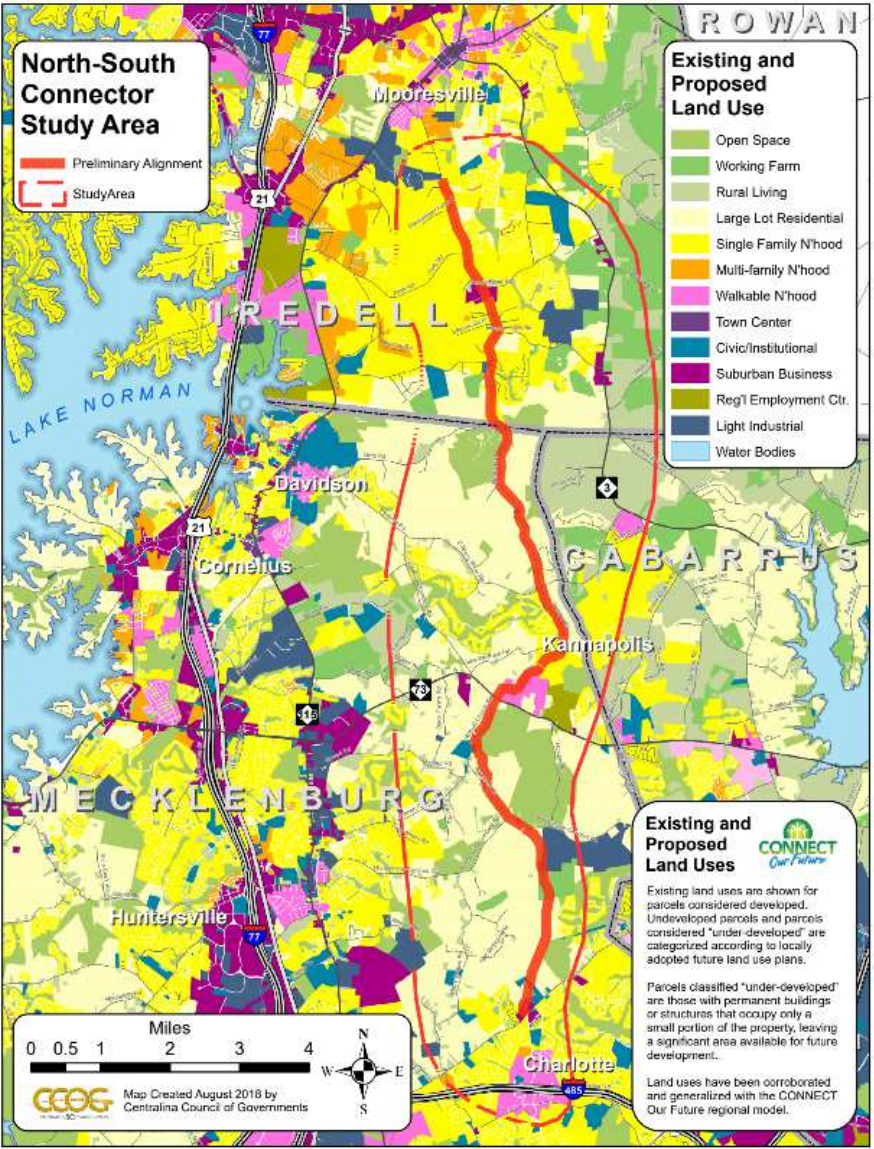 ROWAN
77
North-South
Connector
Study Area
Preliminary Alignment
StudyArea
Existing and
Proposed
Land Use
Open Space
Working Farm
Rural Living
Large Lot Residential
Single Family N'hood
Multi-family N'hood
Walkable N'hood
Town Center
Civic/Institutional
Suburban Business
Reg'l Employment Ctr.
Light Industrial
Water Bodies
Mooresville
21
IREDELL
LAKE NORMAN
Davidson
3
21
Cornelius
CABARRUS
Kannapolis
73
115
MECKLENBURG
Huntersville
77
Existing and
Proposed
Land Uses
CONNECT
Our Future
Existing land uses are shown for
parcels considered developed.
Undeveloped parcels and parcels
considered "under-developed" are
categorized according to locally
adopted future land use plans.
Parcels classified "under-developed"
are those with permanent buildings
or structures that occupy only a
small portion of the property, leaving
a significant area available for future
development.
Land uses have been corroborated
and generalized with the CONNECT
Our Future regional model.
Charlotte
485
Miles
0 0.5 1 2 3 4
N
W E
S
CCOG
Map Created August 2018 by
Centralina Council of Governments